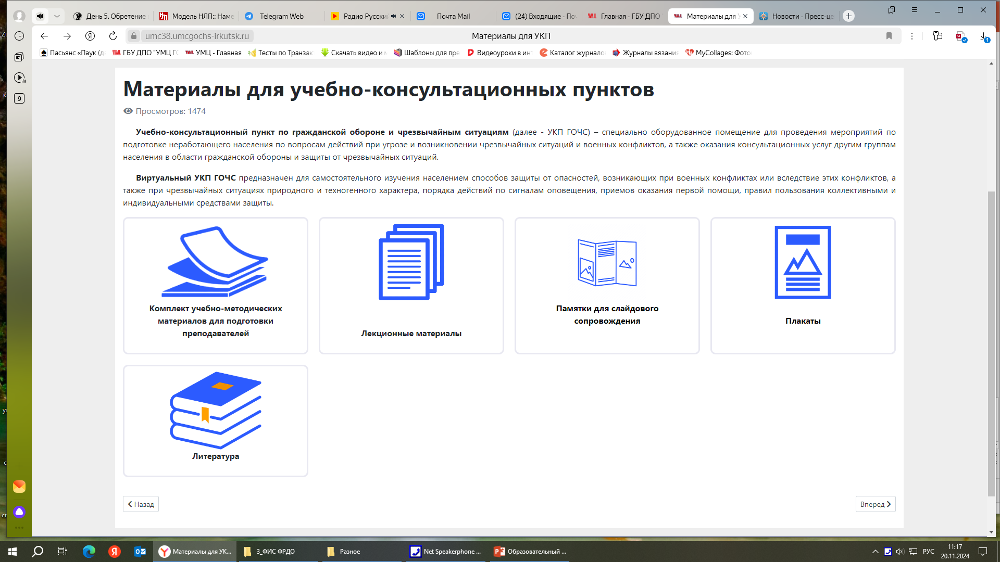 День 5. Обретение
Модель НЛП:: Наме
Telegram Web
Радио Русский
Почта Mail
(24) Входящие - По
Главная - ГБУ ДПО
Материалы для У
Новости - Пресс-це
umc38.umcgochs-irkutsk.ru
Материалы для УКП
1
Пасьянс «Паук (д
ГБУ ДПО "УМЦ ГО
УМЦ - Главная
Тесты по Транзак
Скачать видео и м
Шаблоны для пре
Видеоуроки в инт
Каталог журнало
Журналы вязания
MyCollages: Фото
9
Материалы для учебно-консультационных пунктов
Просмотров: 1474
Учебно-консультационный пункт по гражданской обороне и чрезвычайным ситуациям (далее - УКП ГОЧС) – специально оборудованное помещение для проведения мероприятий по
подготовке неработающего населения по вопросам действий при угрозе и возникновении чрезвычайных ситуаций и военных конфликтов, а также оказания консультационных услуг другим группам
населения в области гражданской обороны и защиты от чрезвычайных ситуаций.
Виртуальный УКП ГОЧС предназначен для самостоятельного изучения населением способов защиты от опасностей, возникающих при военных конфликтах или вследствие этих конфликтов, а
также при чрезвычайных ситуациях природного и техногенного характера, порядка действий по сигналам оповещения, приемов оказания первой помощи, правил пользования коллективными и
индивидуальными средствами защиты.
Комплект учебно-методических
материалов для подготовки
преподавателей
Лекционные материалы
Памятки для слайдового
сопровождения
Плакаты
Литература
Назад
Вперед
Материалы для УК...
3_ФИС ФРДО
Разное
Net Speakerphone ...
Образовательный ...
РУС
11:17
20.11.2024